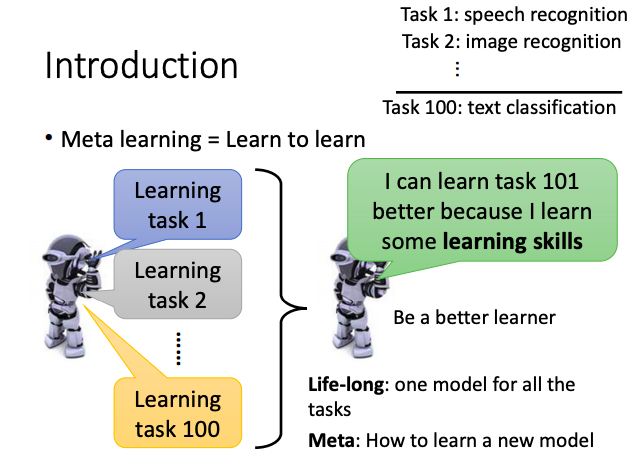 Task 1: speech recognition
Task 2: image recognition
⋮
Task 100: text classification
Introduction
• Meta learning = Learn to learn
Learning
task 1
Learning
task 2
⋮
Learning
task 100
I can learn task 101
better because I learn
some learning skills
Be a better learner
Life-long: one model for all the
tasks
Meta: How to learn a new model